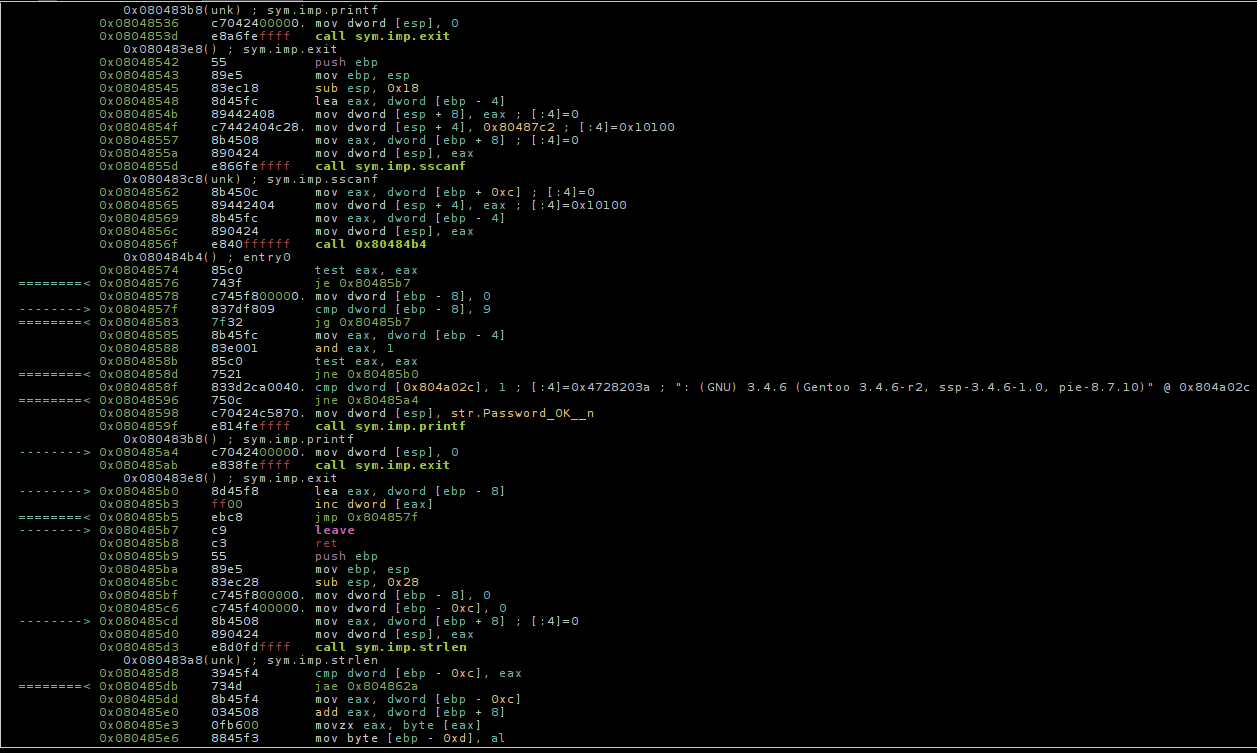 0x080483b8(unk) ; sym.imp.printf
0x08048536 c7042400000. mov dword [esp], 0
0x0804853d e8a6feffff call sym.imp.exit
0x080483e8() ; sym.imp.exit
0x08048542 55 push ebp
0x08048543 89e5 mov ebp, esp
0x08048545 83ec18 sub esp, 0x18
0x08048548 8d45fc lea eax, dword [ebp - 4]
0x0804854b 89442408 mov dword [esp + 8], eax ; [:4]=0
0x0804854f c7442404c28. mov dword [esp + 4], 0x80487c2 ; [:4]=0x10100
0x08048557 8b4508 mov eax, dword [ebp + 8] ; [:4]=0
0x0804855a 890424 mov dword [esp], eax
0x0804855d e866feffff call sym.imp.sscanf
0x080483c8(unk) ; sym.imp.sscanf
0x08048562 8b450c mov eax, dword [ebp + 0xc] ; [:4]=0
0x08048565 89442404 mov dword [esp + 4], eax ; [:4]=0x10100
0x08048569 8b45fc mov eax, dword [ebp - 4]
0x0804856c 890424 mov dword [esp], eax
0x0804856f e840ffffff call 0x80484b4
0x080484b4() ; entry0
0x08048574 85c0 test eax, eax
========< 0x08048576 743f je 0x80485b7
0x08048578 c745f800000. mov dword [ebp - 8], 0
--------> 0x0804857f 837df809 cmp dword [ebp - 8], 9
========< 0x08048583 7f32 jg 0x80485b7
0x08048585 8b45fc mov eax, dword [ebp - 4]
0x08048588 83e001 and eax, 1
0x0804858b 85c0 test eax, eax
========< 0x0804858d 7521 jne 0x80485b0
0x0804858f 833d2ca0040. cmp dword [0x804a02c], 1 ; [:4]=0x4728203a ; ": (GNU) 3.4.6 (Gentoo 3.4.6-r2, ssp-3.4.6-1.0, pie-8.7.10)" @ 0x804a02c
========< 0x08048596 750c jne 0x80485a4
0x08048598 c70424c5870. mov dword [esp], str.Password_OK__n
0x0804859f e814feffff call sym.imp.printf
0x080483b8() ; sym.imp.printf
--------> 0x080485a4 c7042400000. mov dword [esp], 0
0x080485ab e838feffff call sym.imp.exit
0x080483e8() ; sym.imp.exit
--------> 0x080485b0 8d45f8 lea eax, dword [ebp - 8]
0x080485b3 ff00 inc dword [eax]
========< 0x080485b5 ebc8 jmp 0x804857f
--------> 0x080485b7 c9 leave
0x080485b8 c3 ret
0x080485b9 55 push ebp
0x080485ba 89e5 mov ebp, esp
0x080485bc 83ec28 sub esp, 0x28
0x080485bf c745f800000. mov dword [ebp - 8], 0
0x080485c6 c745f400000. mov dword [ebp - 0xc], 0
--------> 0x080485cd 8b4508 mov eax, dword [ebp + 8] ; [:4]=0
0x080485d0 890424 mov dword [esp], eax
0x080485d3 e8d0fdffff call sym.imp.strlen
0x080483a8(unk) ; sym.imp.strlen
0x080485d8 3945f4 cmp dword [ebp - 0xc], eax
========< 0x080485db 734d jae 0x804862a
0x080485dd 8b45f4 mov eax, dword [ebp - 0xc]
0x080485e0 034508 add eax, dword [ebp + 8]
0x080485e3 0fb600 movzx eax, byte [eax]
0x080485e6 8845f3 mov byte [ebp - 0xd], al